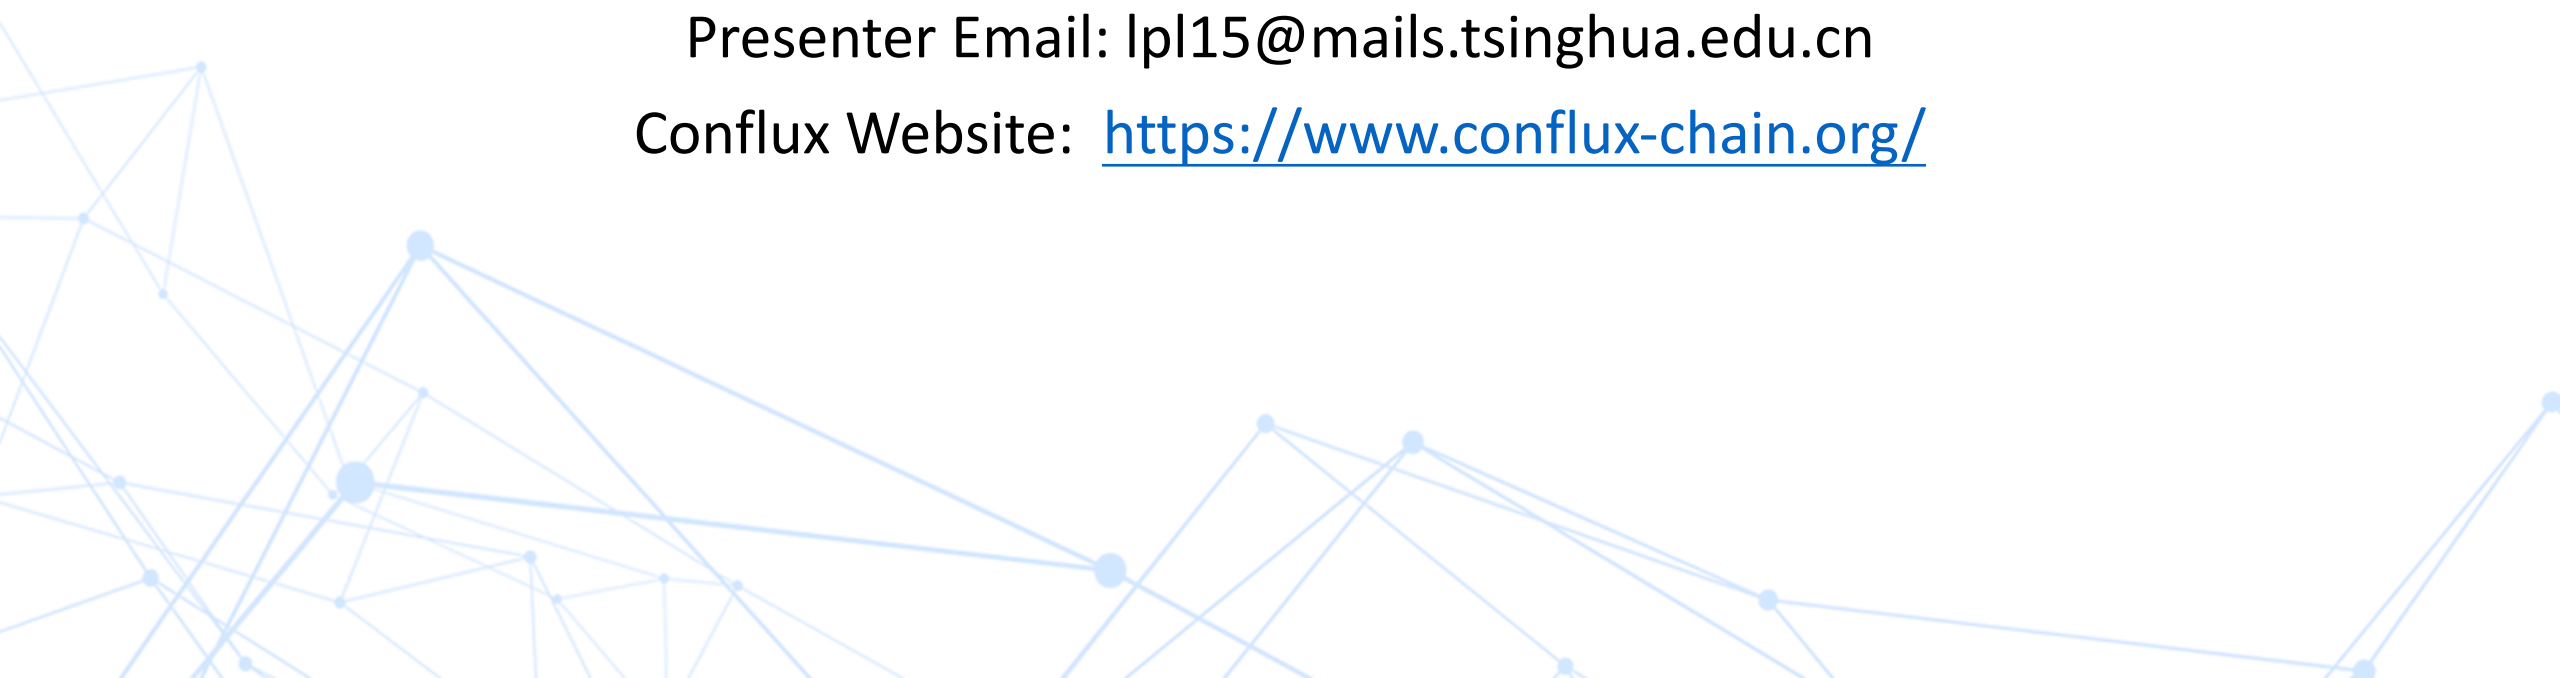 Presenter Email: lpl15@mails.tsinghua.edu.cn
Conflux Website: https://www.conflux-chain.org/